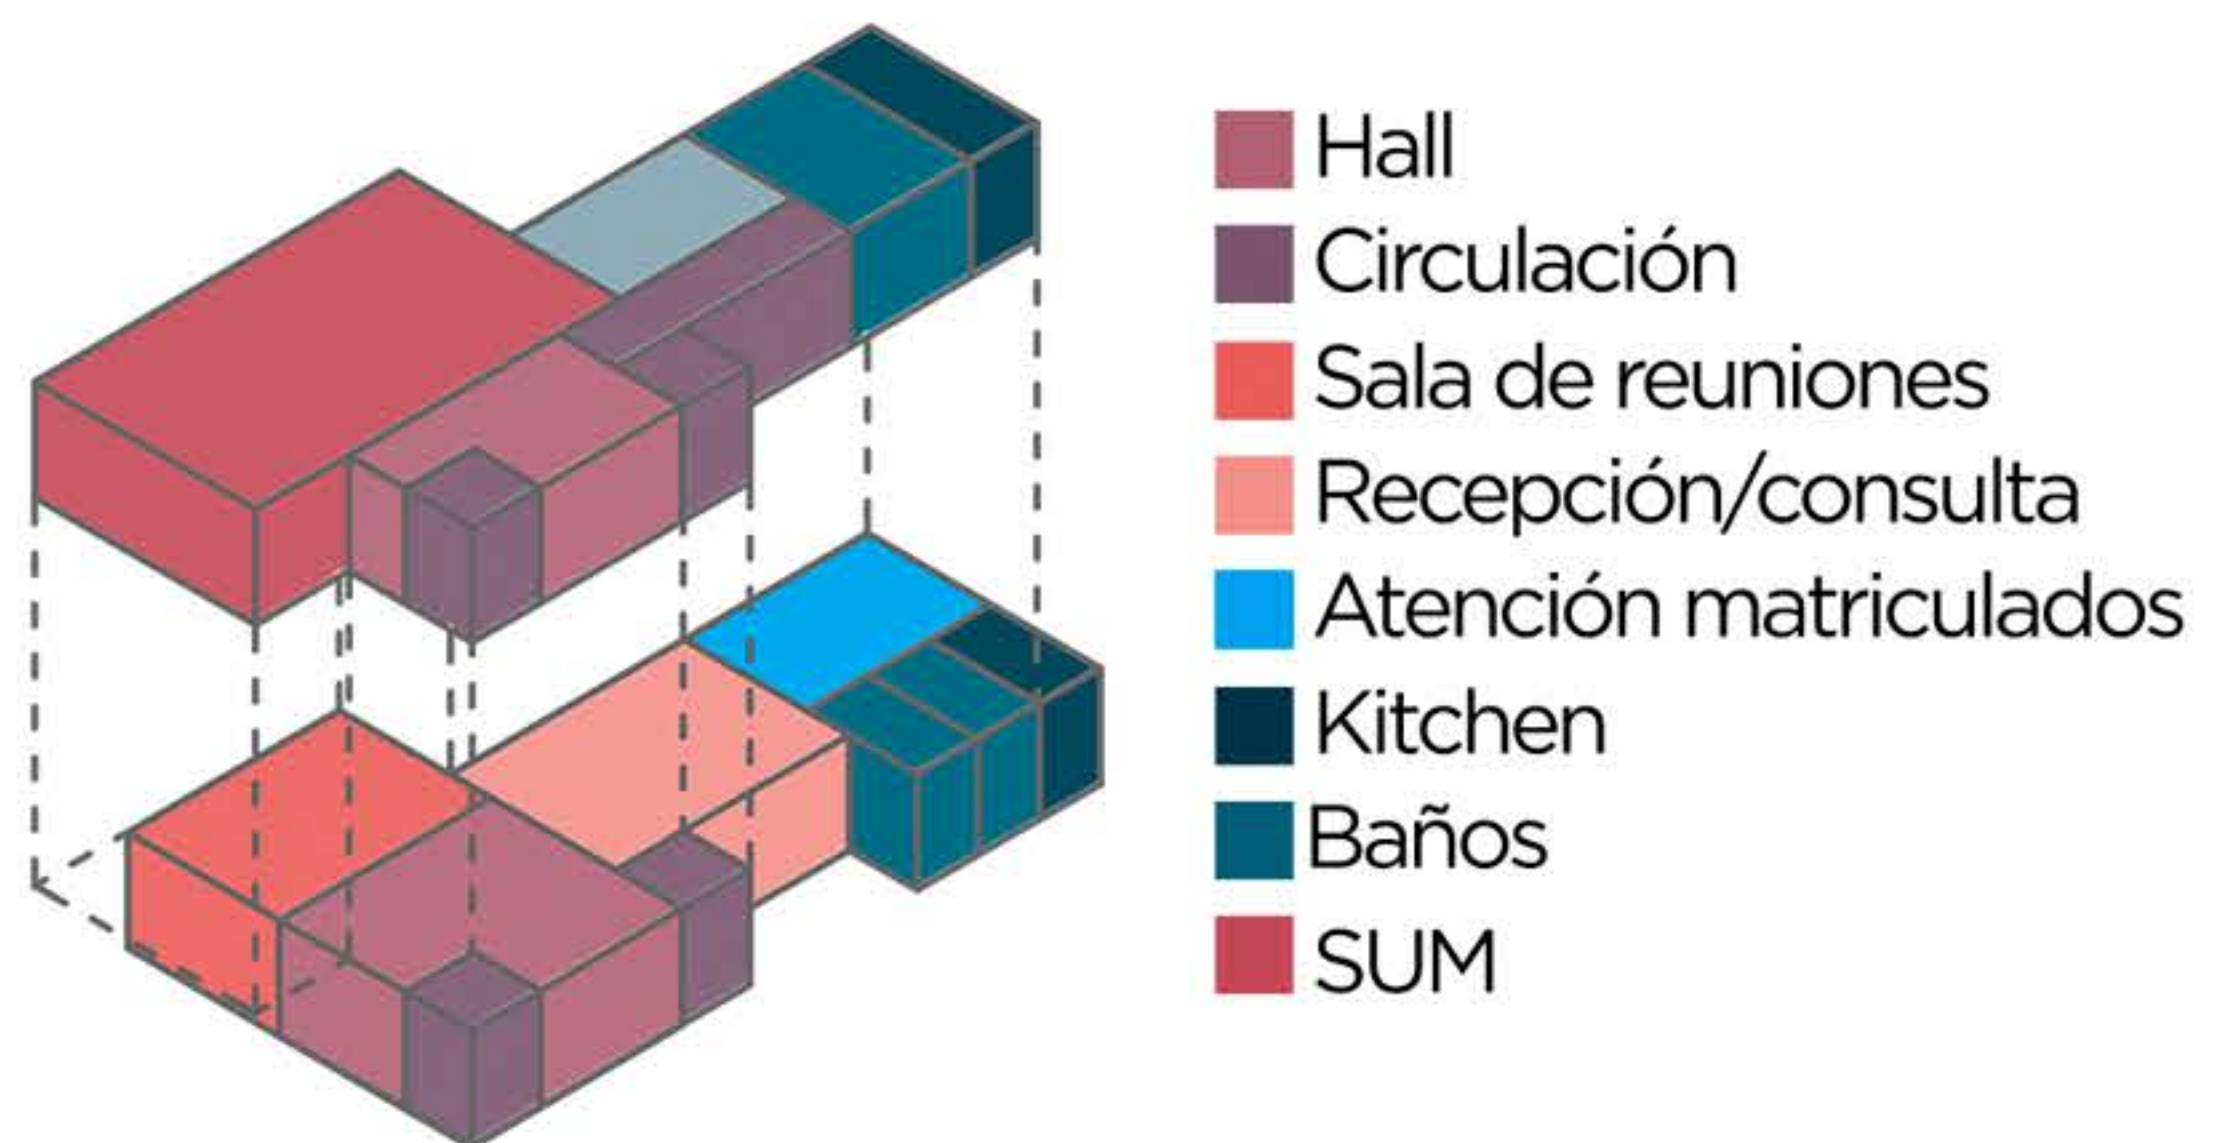 Hall
Circulación
Sala de reuniones
Recepción/consulta
Atención matriculados
Kitchen
Baños
SUM